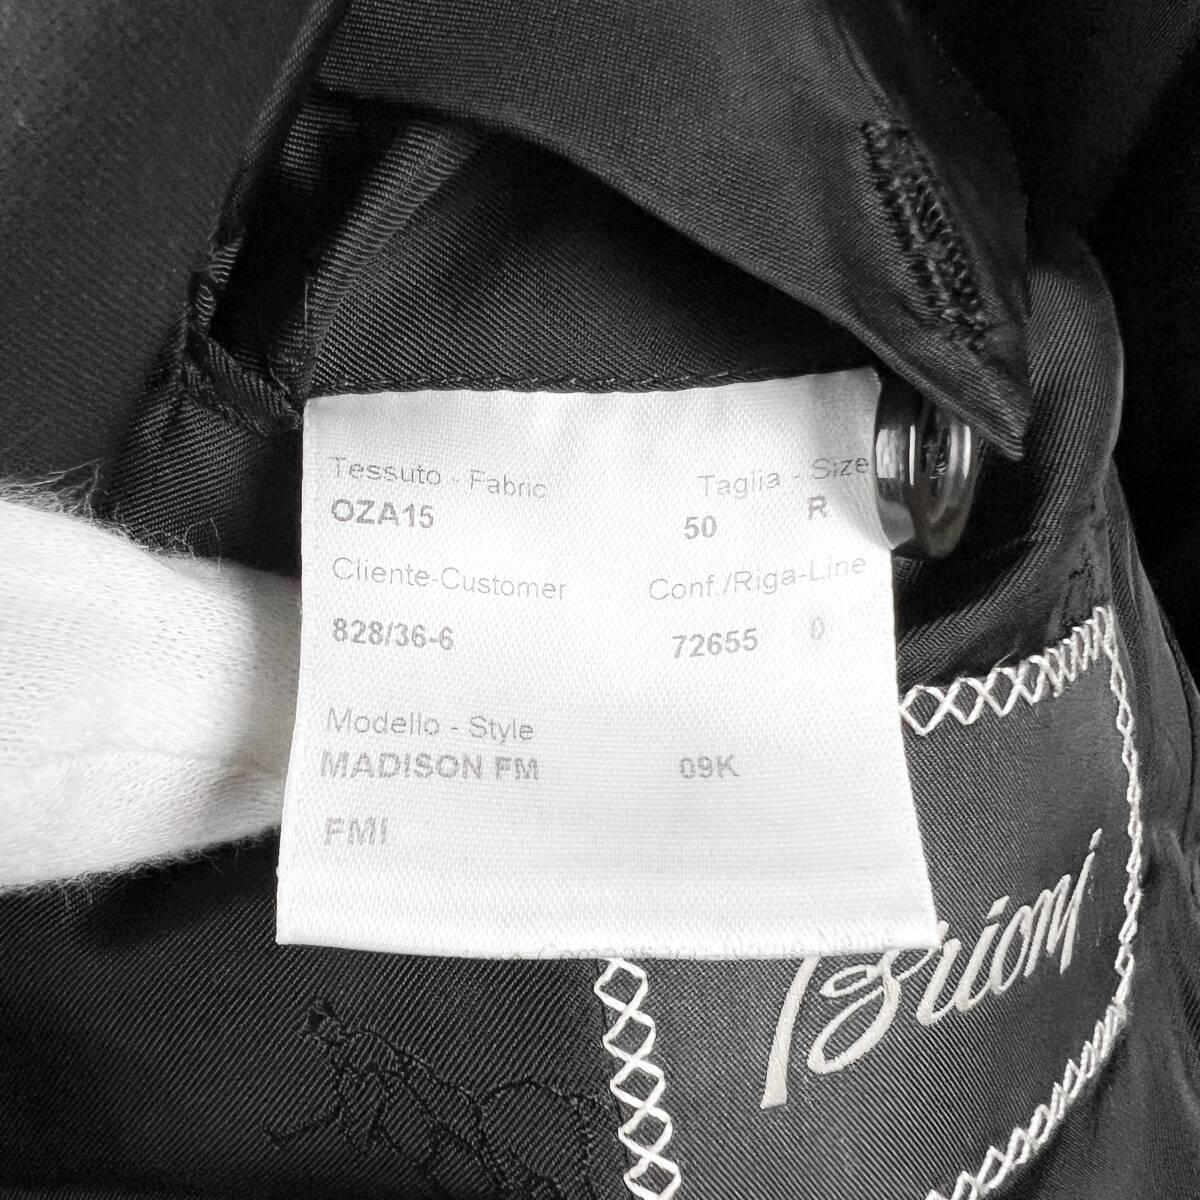 Tessuto - Fabric Taglia - Size
OZA15 50 R
Cliente-Customer Conf./Riga-Line
828/36-6 72655 0
Modello - Style
MADISON FM 09K
FMI
Brioni